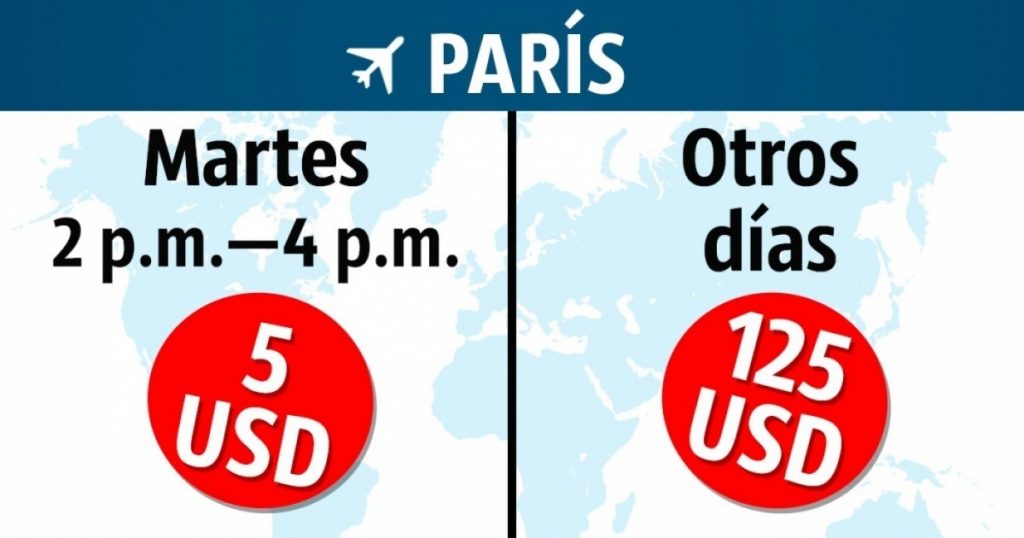 PARÍS
Martes
2 p.m.—4 p.m.
5
USD
Otros
días
125
USD